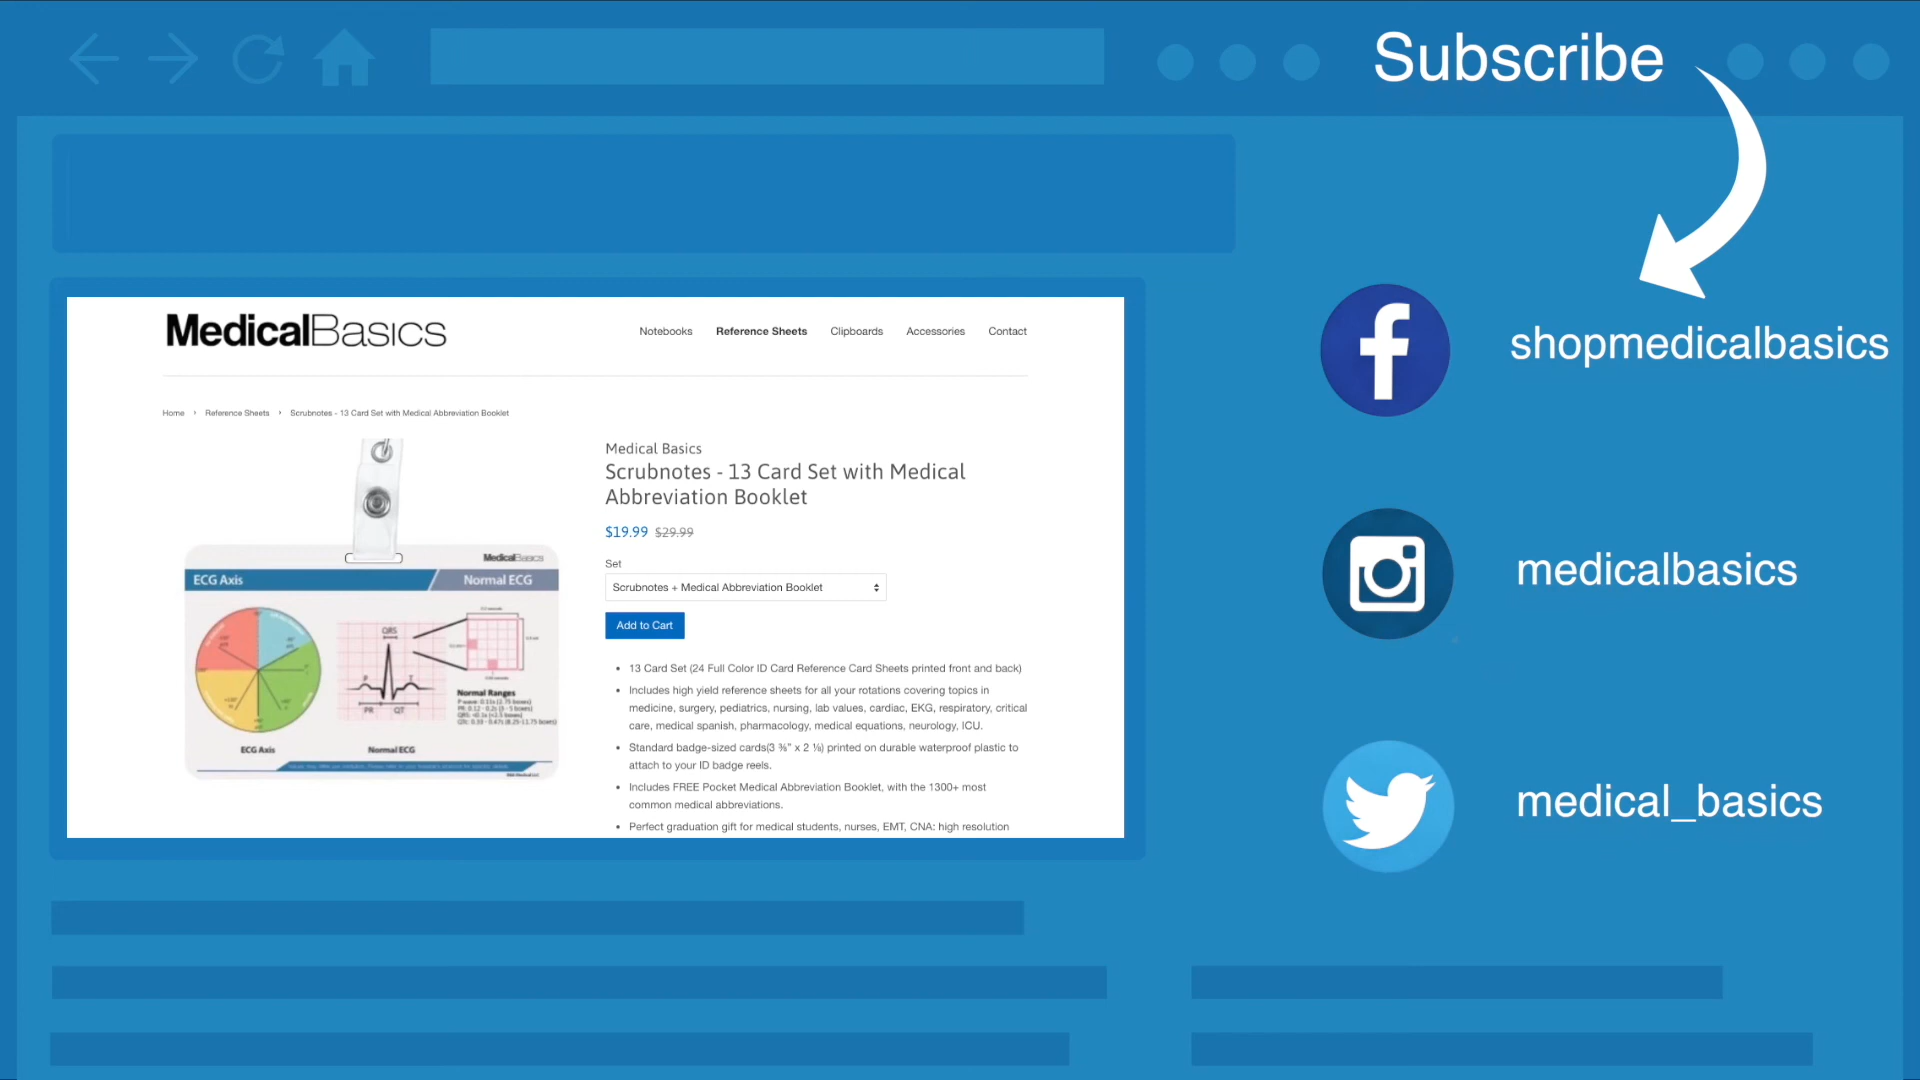 Subscribe
MedicalBasics
Notebooks Reference Sheets Clipboards Accessories Contact
Home › Reference Sheets › Scrubnotes - 13 Card Set with Medical Abbreviation Booklet
Medical Basics
Scrubnotes - 13 Card Set with Medical
Abbreviation Booklet
$19.99 $29.99
Set
Scrubnotes + Medical Abbreviation Booklet
Add to Cart
• 13 Card Set (24 Full Color ID Card Reference Card Sheets printed front and back)
• Includes high yield reference sheets for all your rotations covering topics in
medicine, surgery, pediatrics, nursing, lab values, cardiac, EKG, respiratory, critical
care, medical spanish, pharmacology, medical equations, neurology, ICU.
• Standard badge-sized cards(3 ⅜" x 2 ⅛) printed on durable waterproof plastic to
attach to your ID badge reels.
• Includes FREE Pocket Medical Abbreviation Booklet, with the 1300+ most
common medical abbreviations.
• Perfect graduation gift for medical students, nurses, EMT, CNA: high resolution
MedicalBasics
ECG Axis Normal ECG
QRS
P T
PR QT
Normal Ranges
ECG Axis Normal ECG
shopmedicalbasics
medicalbasics
medical_basics